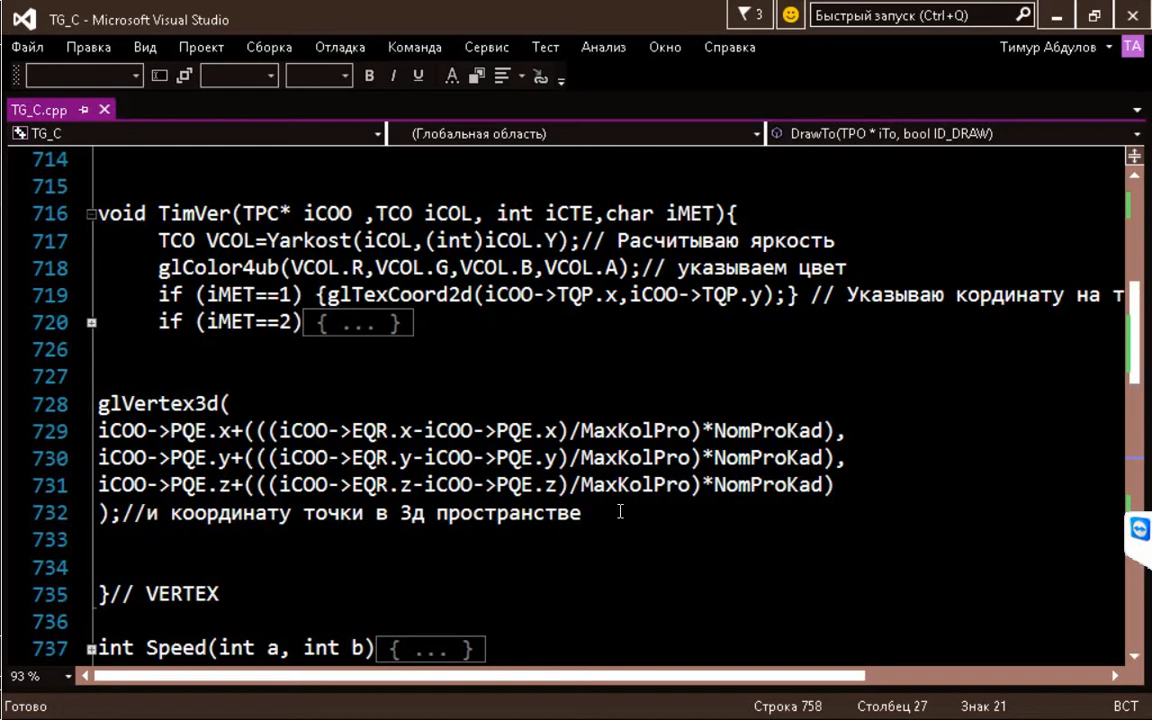 TG_C - Microsoft Visual Studio
3
Быстрый запуск (Ctrl+Q)
Файл Правка Вид Проект Сборка Отладка Команда Сервис Тест Анализ Окно Справка Тимур Абдулов ТА
B I U A
TG_C.cpp
TG_C (Глобальная область) DrawTo(TPO * iTo, bool ID_DRAW)
714
715
716 void TimVer(TPC* iCOO ,TCO iCOL, int iCTE,char iMET){
717 TCO VCOL=Yarkost(iCOL,(int)iCOL.Y);// Расчитываю яркость
718 glColor4ub(VCOL.R,VCOL.G,VCOL.B,VCOL.A);// указываем цвет
719 if (iMET==1) {glTexCoord2d(iCOO->TQP.x,iCOO->TQP.y);} // Указываю кординату на т
720 if (iMET==2){ ... }
726
727
728 glVertex3d(
729 iCOO->PQE.x+(((iCOO->EQR.x-iCOO->PQE.x)/MaxKolPro)*NomProKad),
730 iCOO->PQE.y+(((iCOO->EQR.y-iCOO->PQE.y)/MaxKolPro)*NomProKad),
731 iCOO->PQE.z+(((iCOO->EQR.z-iCOO->PQE.z)/MaxKolPro)*NomProKad)
732 );//и координату точки в 3д пространстве
733
734
735 }// VERTEX
736
737 int Speed(int a, int b){ ... }
93 %
Готово Строка 758 Столбец 27 Знак 21 ВСТ